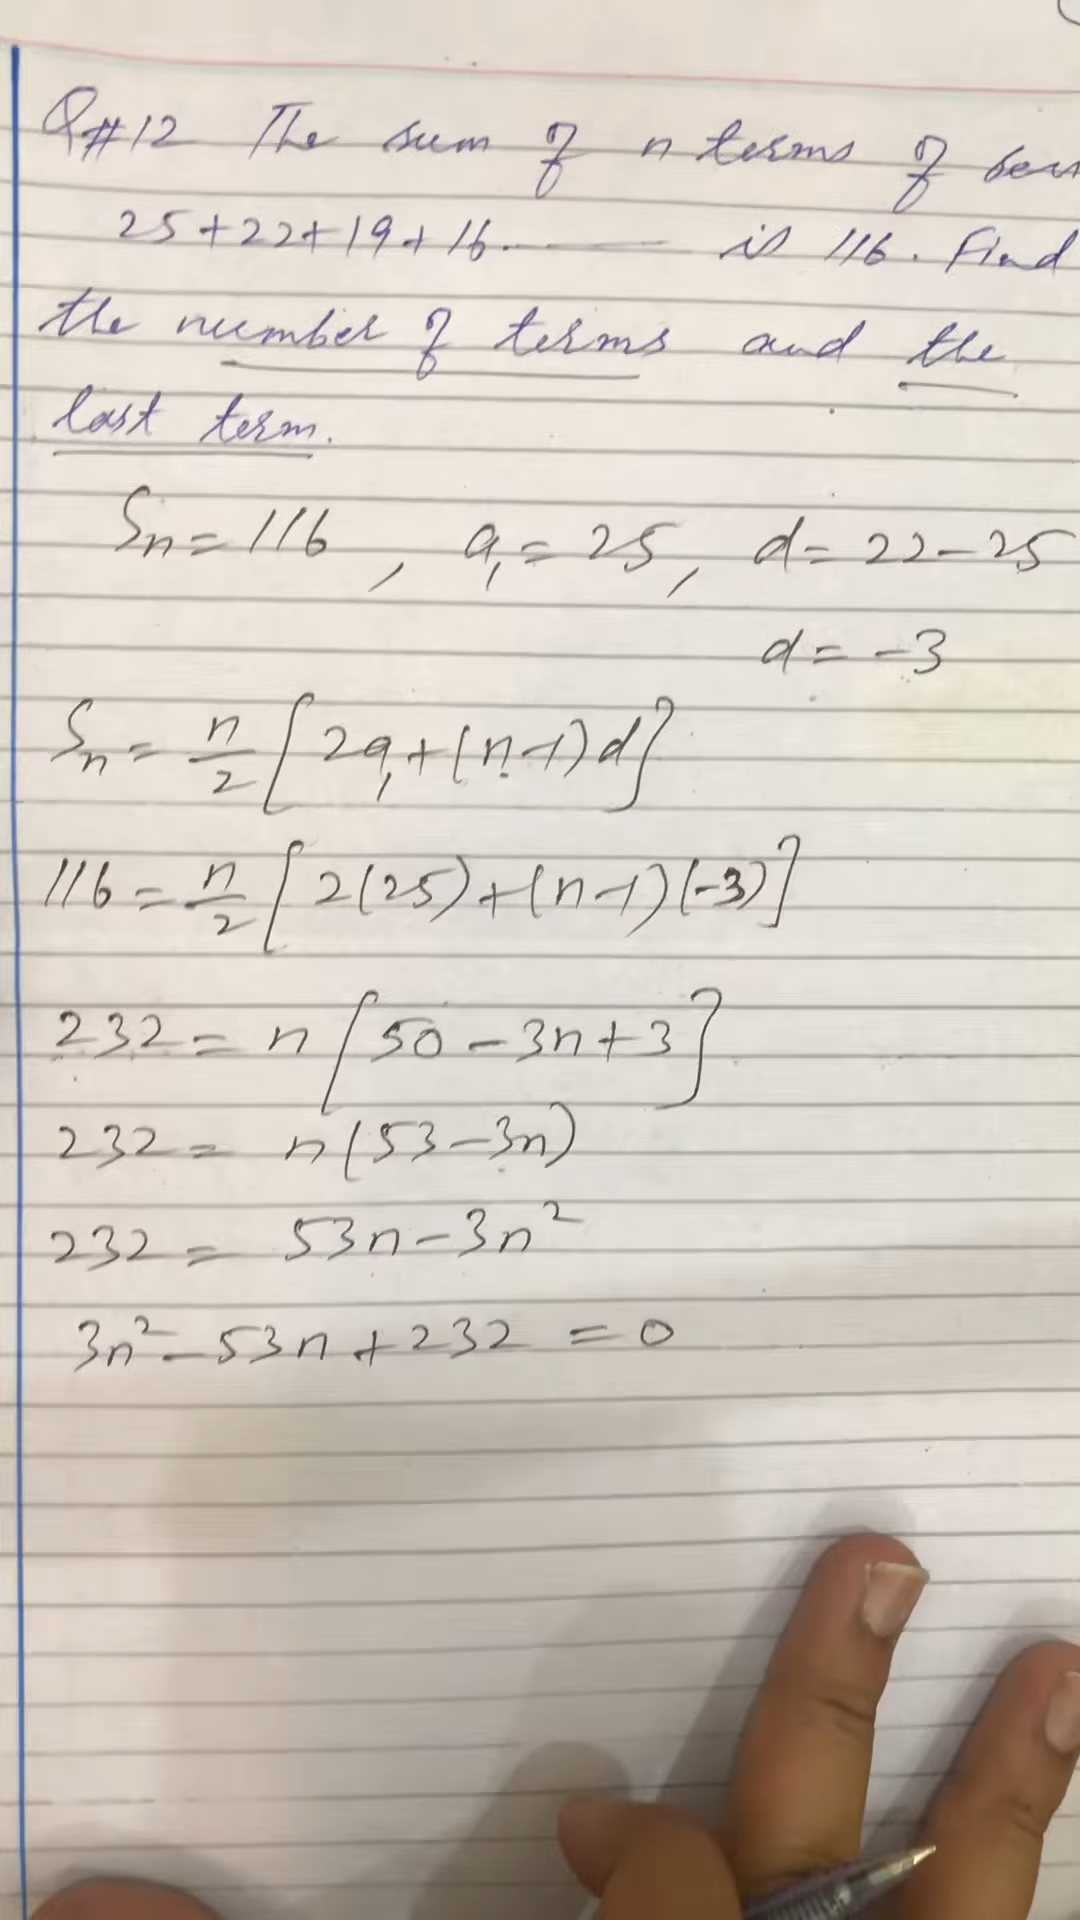 Q#12 The sum of n terms of
25+22+19+16........ is 116. Find
the number of terms and the
last term.
Sₙ = 116 , a₁ = 25 , d = 22-25
d = -3
Sₙ = n/2 [2a₁+(n-1)d]
116 = n/2 [2(25)+(n-1)(-3)]
232 = n[50-3n+3]
232 = n(53-3n)
232 = 53n-3n²
3n²-53n+232 = 0